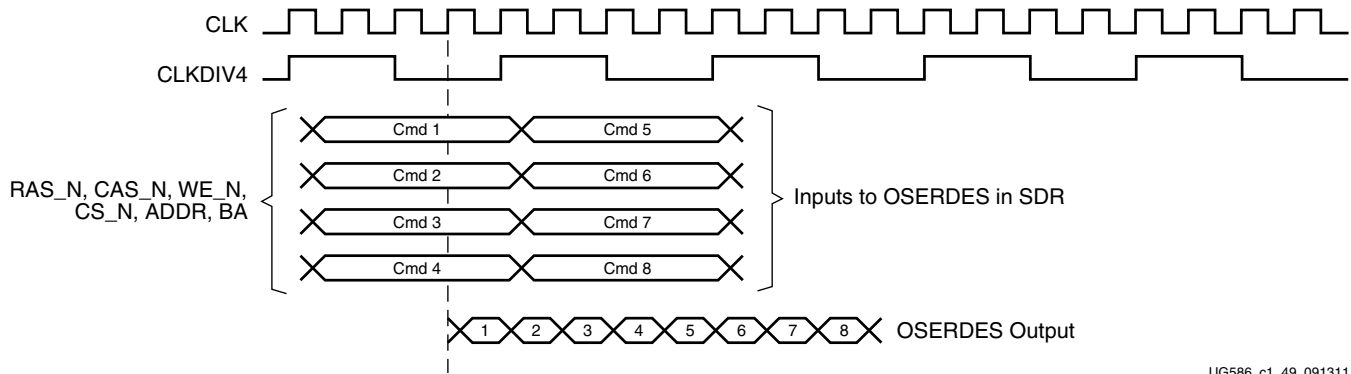 CLK
CLKDIV4
Cmd 1 Cmd 5
Cmd 2 Cmd 6
RAS_N, CAS_N, WE_N,
CS_N, ADDR, BA
Inputs to OSERDES in SDR
Cmd 3 Cmd 7
Cmd 4 Cmd 8
1 2 3 4 5 6 7 8 OSERDES Output
UG586_c1_49_091311